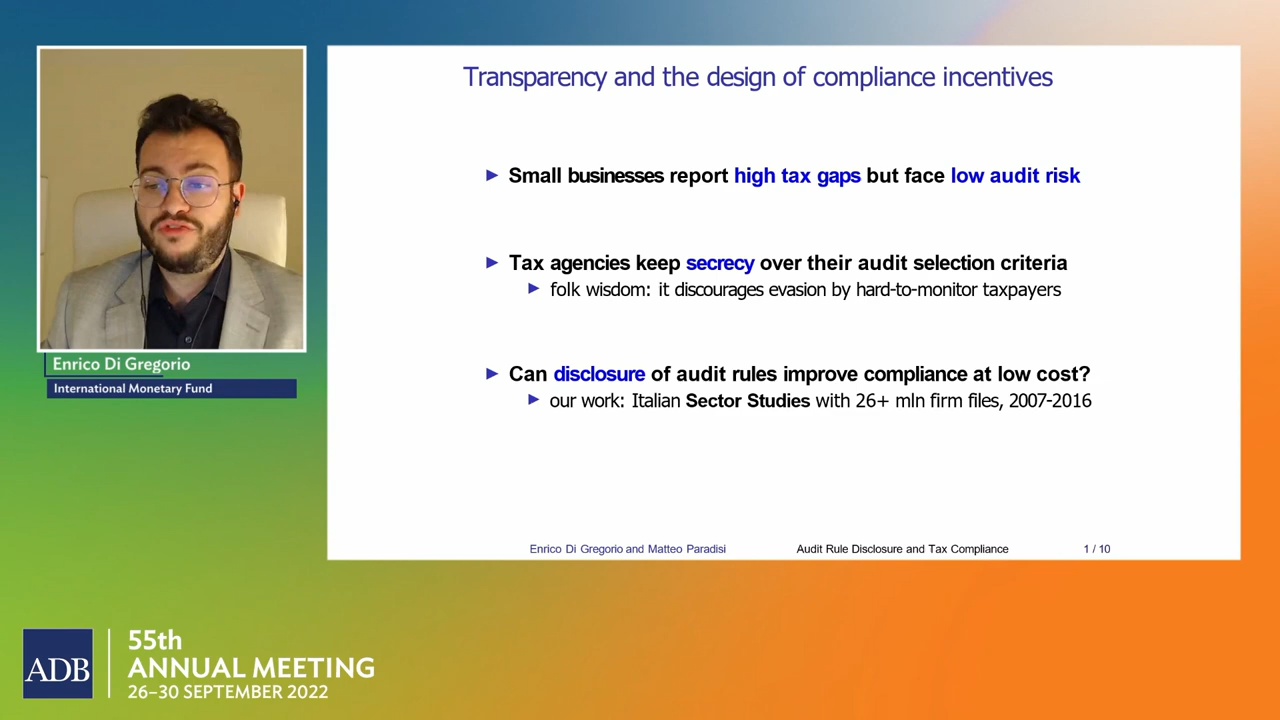 Transparency and the design of compliance incentives
► Small businesses report high tax gaps but face low audit risk
► Tax agencies keep secrecy over their audit selection criteria
► folk wisdom: it discourages evasion by hard-to-monitor taxpayers
► Can disclosure of audit rules improve compliance at low cost?
► our work: Italian Sector Studies with 26+ mln firm files, 2007-2016
Enrico Di Gregorio and Matteo Paradisi Audit Rule Disclosure and Tax Compliance 1 / 10
Enrico Di Gregorio
International Monetary Fund
ADB
55th
ANNUAL MEETING
26–30 SEPTEMBER 2022